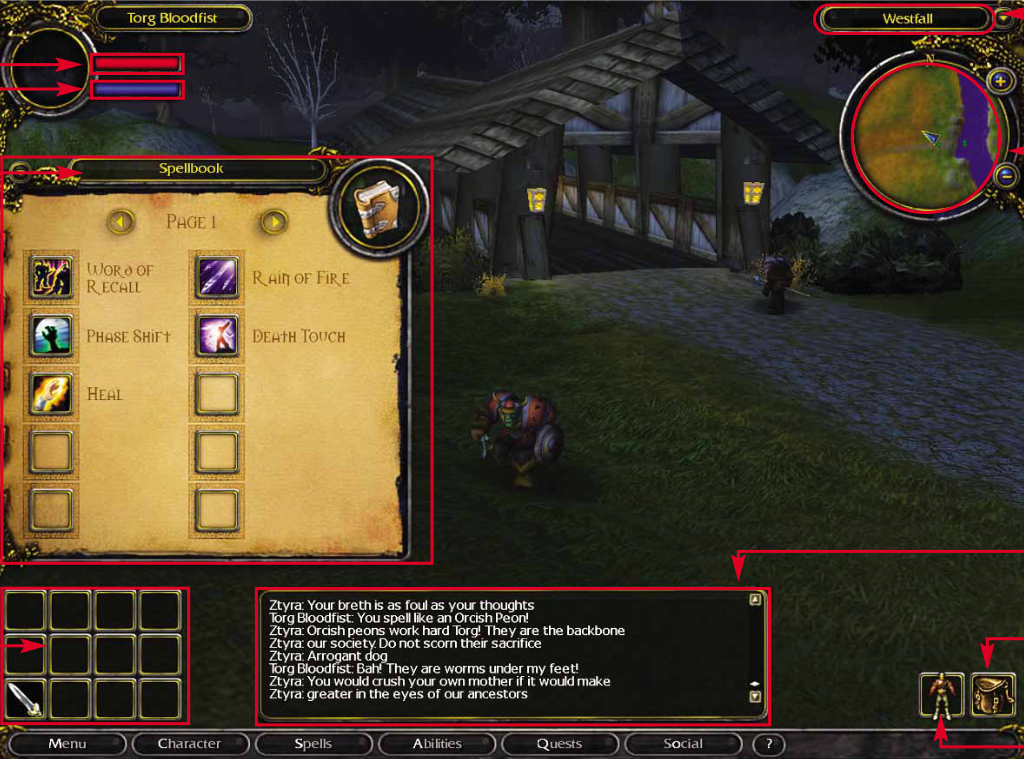 Torg Bloodfist
Westfall
N
Spellbook
PAGE 1
WORD OF
RECALL
RAIN OF FIRE
PHASE SHIFT
DEATH TOUCH
HEAL
Ztyra: Your breth is as foul as your thoughts
Torg Bloodfist: You spell like an Orcish Peon!
Ztyra: Orcish peons work hard Torg! They are the backbone
Ztyra: our society. Do not scorn their sacrifice
Ztyra: Arrogant dog
Torg Bloodfist: Bah! They are worms under my feet!
Ztyra: You would crush your own mother if it would make
Ztyra: greater in the eyes of our ancestors
Menu Character Spells Abilities Quests Social ?